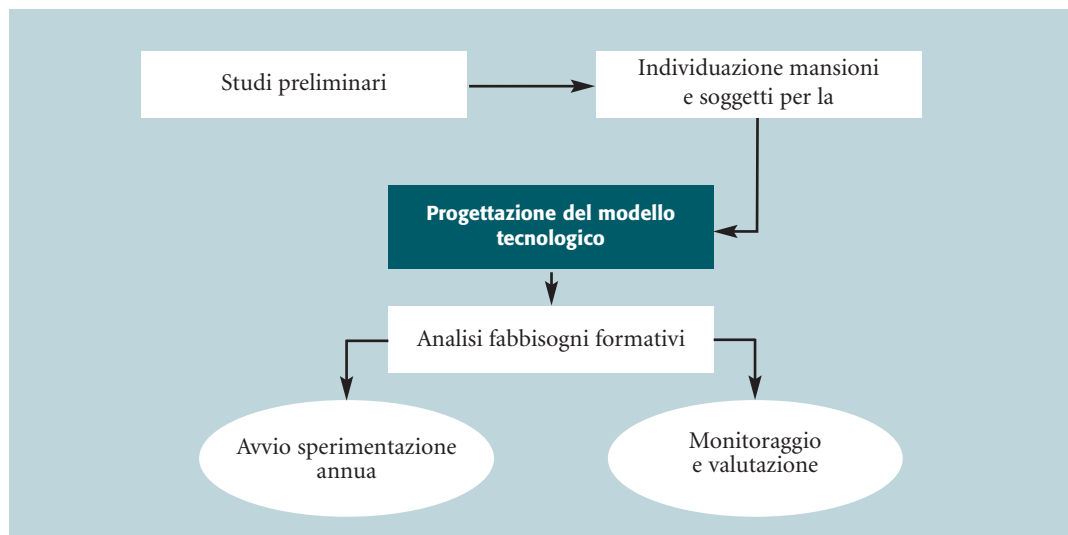 Studi preliminari
Individuazione mansioni
e soggetti per la
Progettazione del modello
tecnologico
Analisi fabbisogni formativi
Avvio sperimentazione
annua
Monitoraggio
e valutazione